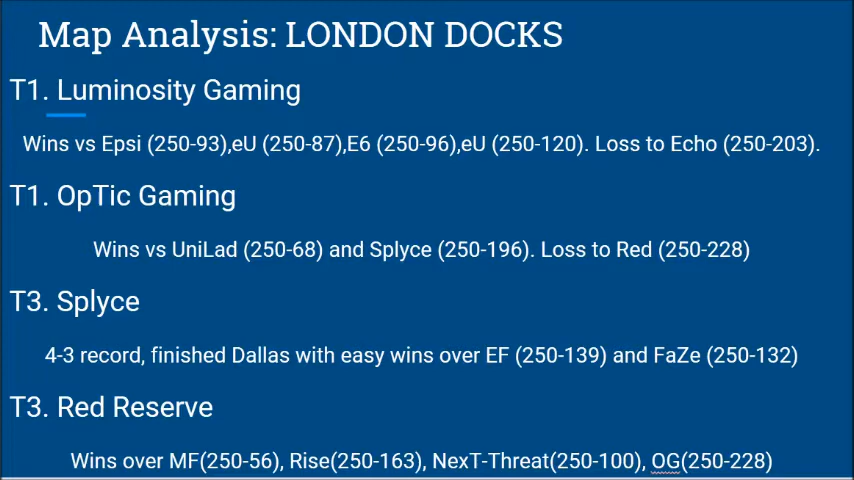 Map Analysis: LONDON DOCKS
T1. Luminosity Gaming
Wins vs Epsi (250-93),eU (250-87),E6 (250-96),eU (250-120). Loss to Echo (250-203).
T1. OpTic Gaming
Wins vs UniLad (250-68) and Splyce (250-196). Loss to Red (250-228)
T3. Splyce
4-3 record, finished Dallas with easy wins over EF (250-139) and FaZe (250-132)
T3. Red Reserve
Wins over MF(250-56), Rise(250-163), NexT-Threat(250-100), OG(250-228)